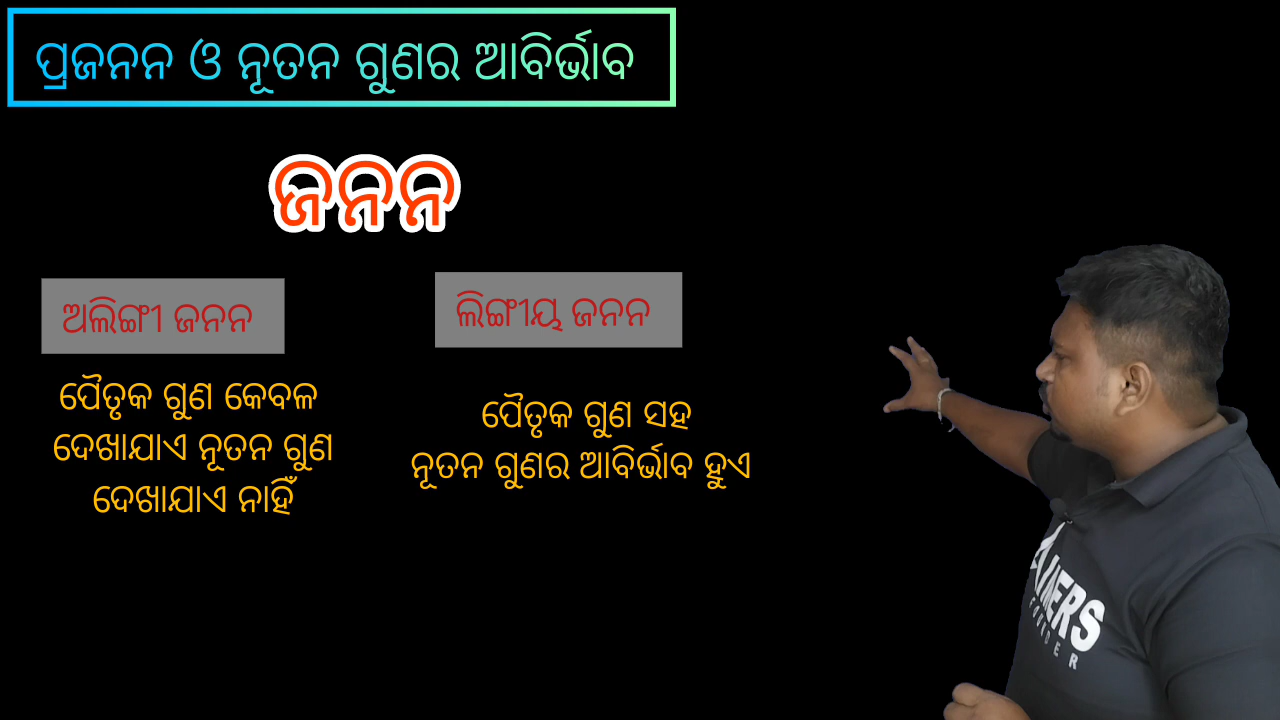 ପ୍ରଜନନ ଓ ନୂତନ ଗୁଣର ଆବିର୍ଭାବ
ଜନନ
ଅଲିଙ୍ଗୀ ଜନନ
ପୈତୃକ ଗୁଣ କେବଳ
ଦେଖାଯାଏ ନୂତନ ଗୁଣ
ଦେଖାଯାଏ ନାହିଁ
ଲିଙ୍ଗୀୟ ଜନନ
ପୈତୃକ ଗୁଣ ସହ
ନୂତନ ଗୁଣର ଆବିର୍ଭାବ ହୁଏ